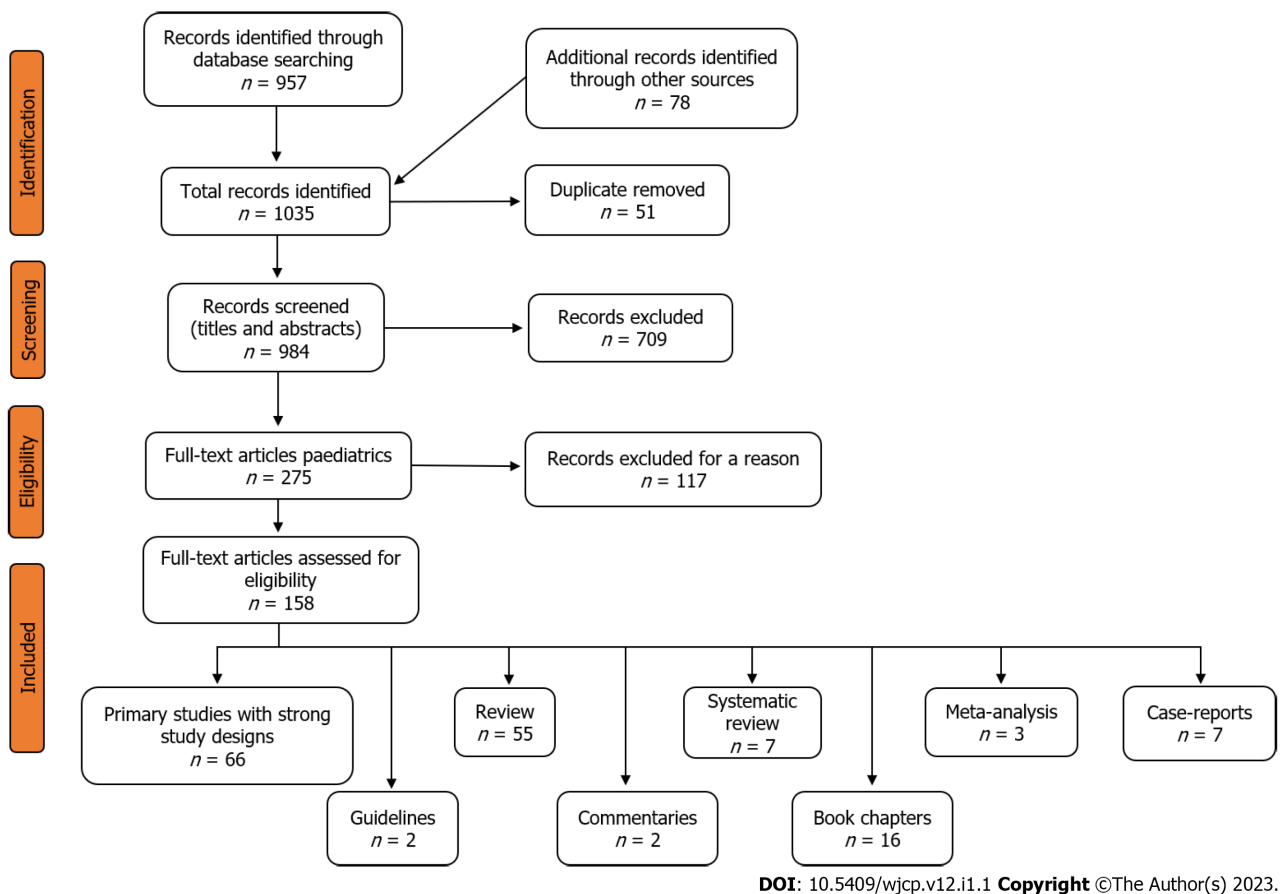 Identification
Records identified through
database searching
n = 957
Additional records identified
through other sources
n = 78
Total records identified
n = 1035
Duplicate removed
n = 51
Screening
Records screened
(titles and abstracts)
n = 984
Records excluded
n = 709
Eligibility
Full-text articles paediatrics
n = 275
Records excluded for a reason
n = 117
Included
Full-text articles assessed for
eligibility
n = 158
Primary studies with strong
study designs
n = 66
Guidelines
n = 2
Review
n = 55
Commentaries
n = 2
Systematic
review
n = 7
Book chapters
n = 16
Meta-analysis
n = 3
Case-reports
n = 7
DOI: 10.5409/wjcp.v12.i1.1 Copyright ©The Author(s) 2023.